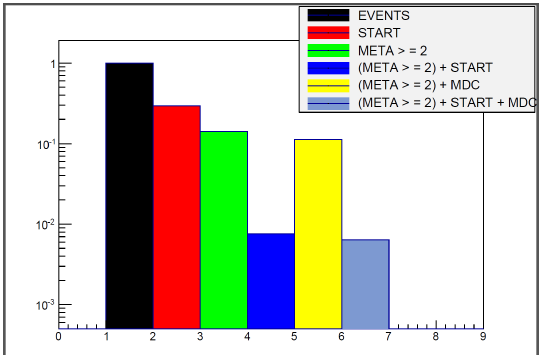 EVENTS
START
META > = 2
(META > = 2) + START
(META > = 2) + MDC
(META > = 2) + START + MDC
1
10-1
10-2
10-3
0 1 2 3 4 5 6 7 8 9